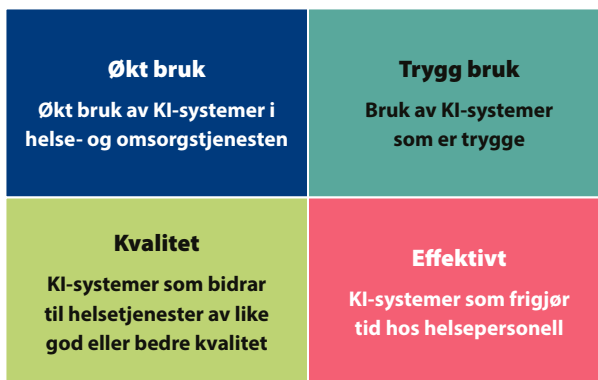 Økt bruk
Økt bruk av KI-systemer i
helse- og omsorgstjenesten
Trygg bruk
Bruk av KI-systemer
som er trygge
Kvalitet
KI-systemer som bidrar
til helsetjenester av like
god eller bedre kvalitet
Effektivt
KI-systemer som frigjør
tid hos helsepersonell